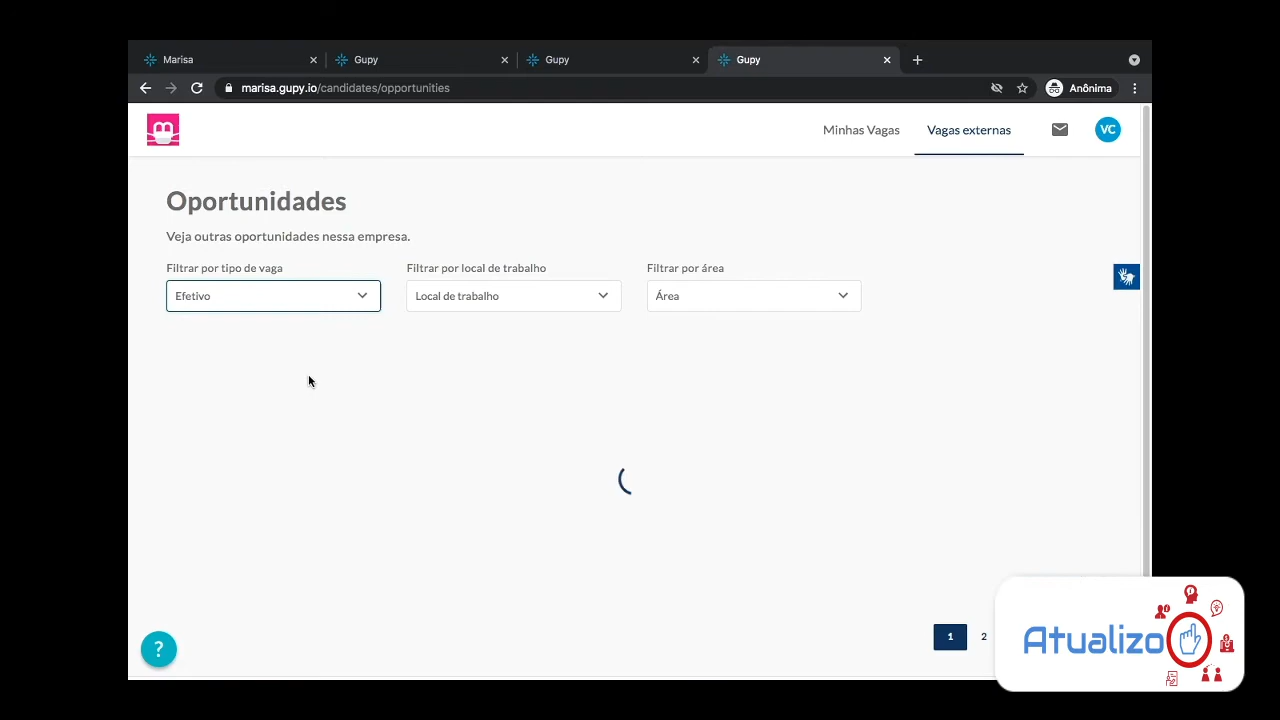 Marisa
Gupy
Gupy
Gupy
marisa.gupy.io/candidates/opportunities
Anônima
Minhas Vagas
Vagas externas
VC
Oportunidades
Veja outras oportunidades nessa empresa.
Filtrar por tipo de vaga
Filtrar por local de trabalho
Filtrar por área
Efetivo
Local de trabalho
Área
?
1
2
Atualizo